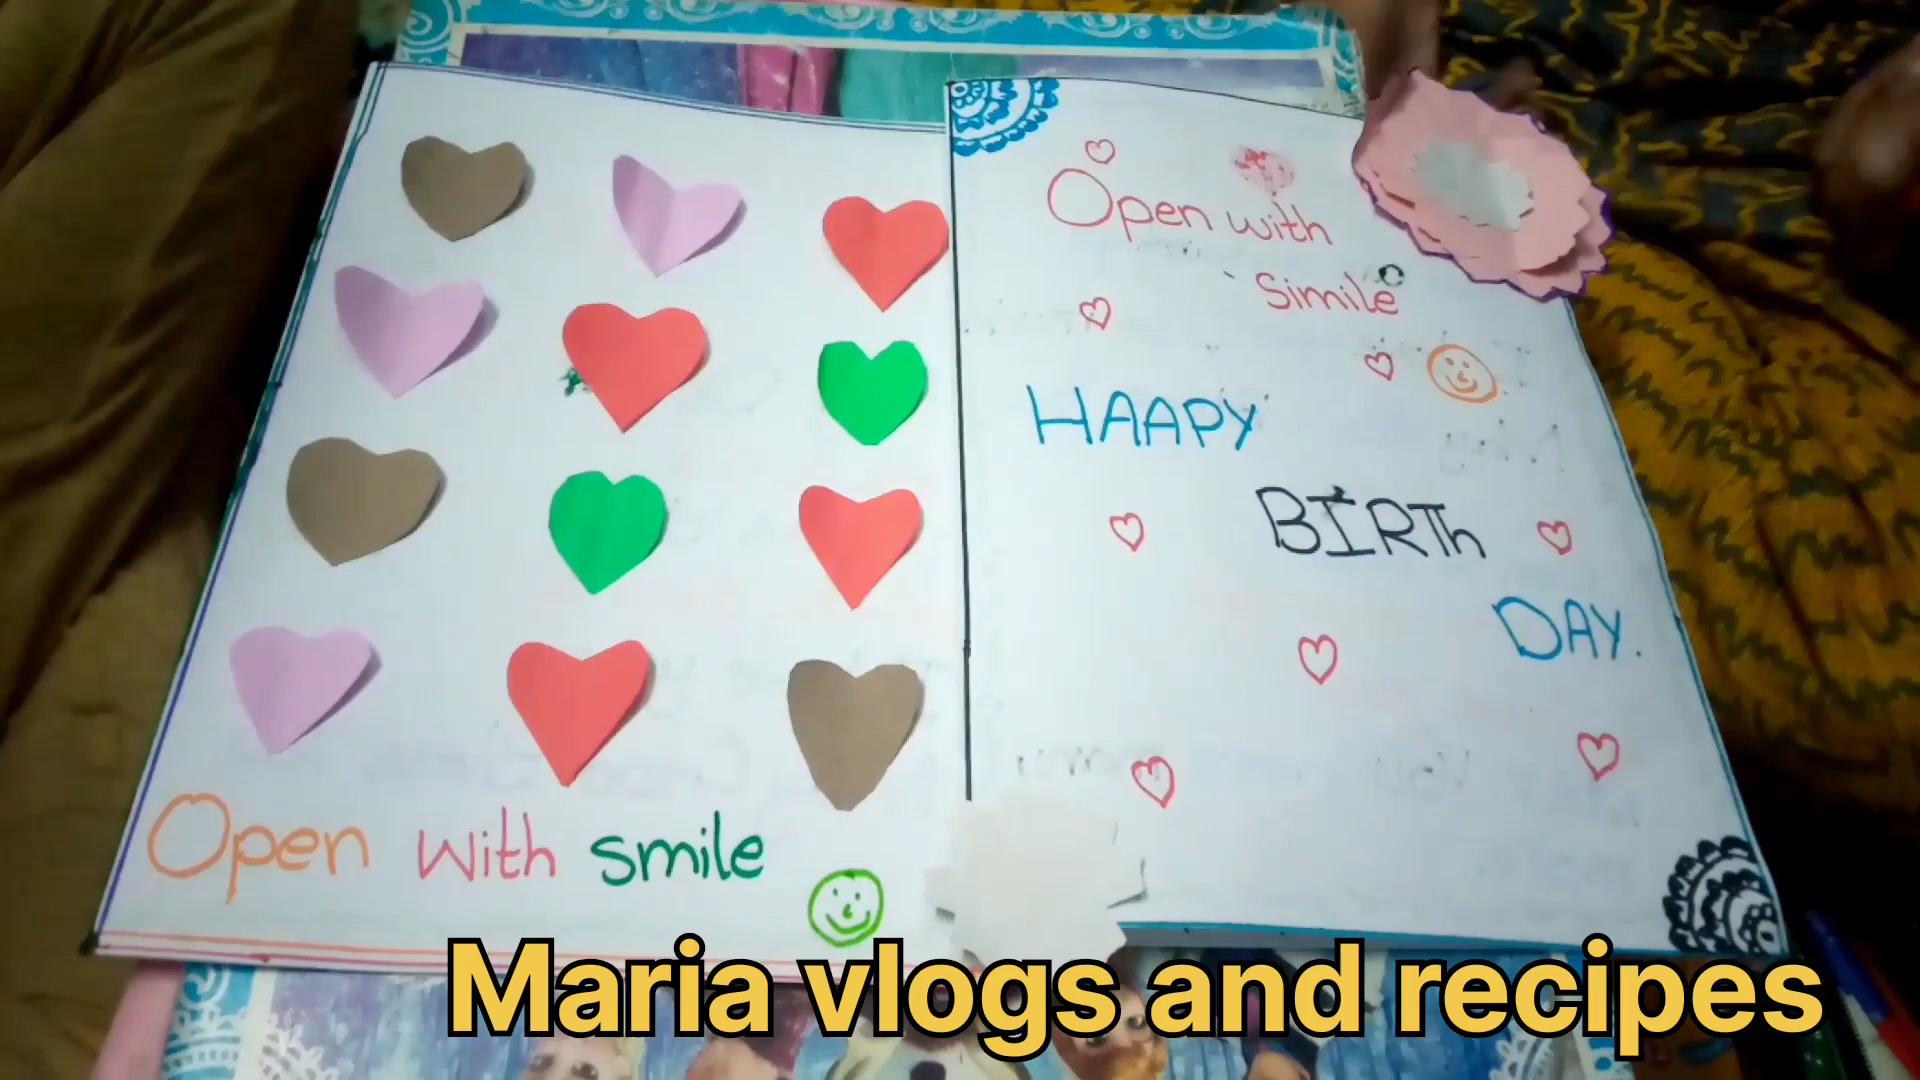 Open with smile
Open with
Simile
HAAPY
BIRTh
DAY.
Maria vlogs and recipes